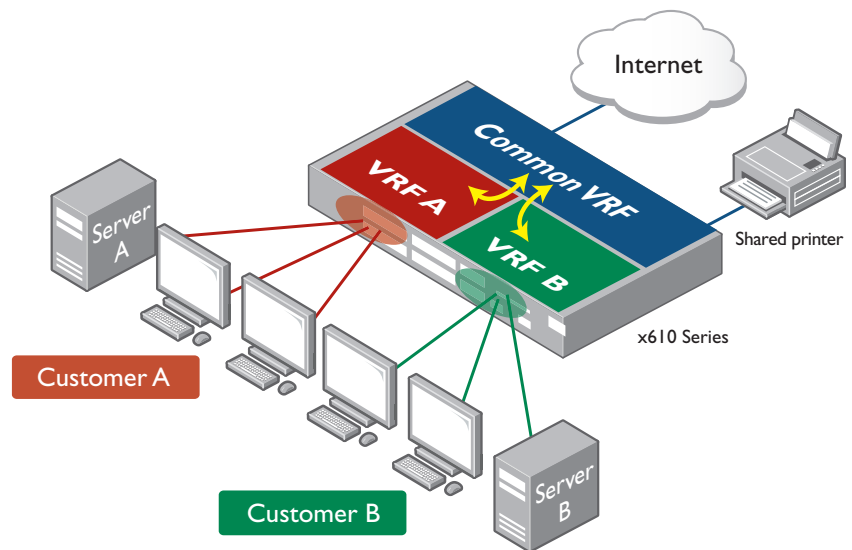 Internet
Common VRF
VRF A
VRF B
Shared printer
x610 Series
Server
A
Customer A
Customer B
Server
B